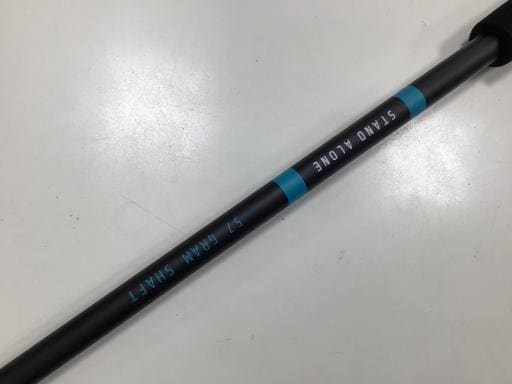 STAND ALONE
57 GRAM SHAFT